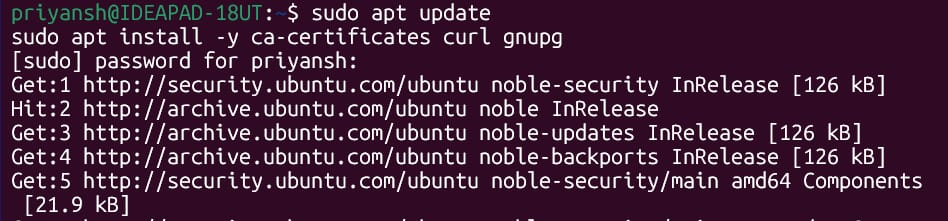 priyansh@IDEAPAD-18UT:~$ sudo apt update
sudo apt install -y ca-certificates curl gnupg
[sudo] password for priyansh:
Get:1 http://security.ubuntu.com/ubuntu noble-security InRelease [126 kB]
Hit:2 http://archive.ubuntu.com/ubuntu noble InRelease
Get:3 http://archive.ubuntu.com/ubuntu noble-updates InRelease [126 kB]
Get:4 http://archive.ubuntu.com/ubuntu noble-backports InRelease [126 kB]
Get:5 http://security.ubuntu.com/ubuntu noble-security/main amd64 Components
[21.9 kB]